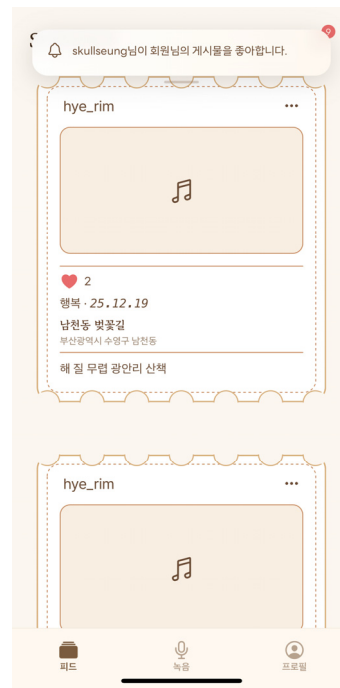 S
9
skullseung님이 회원님의 게시물을 좋아합니다.
hye_rim
2
행복 · 25.12.19
남천동 벚꽃길
부산광역시 수영구 남천동
해 질 무렵 광안리 산책
hye_rim
피드
녹음
프로필